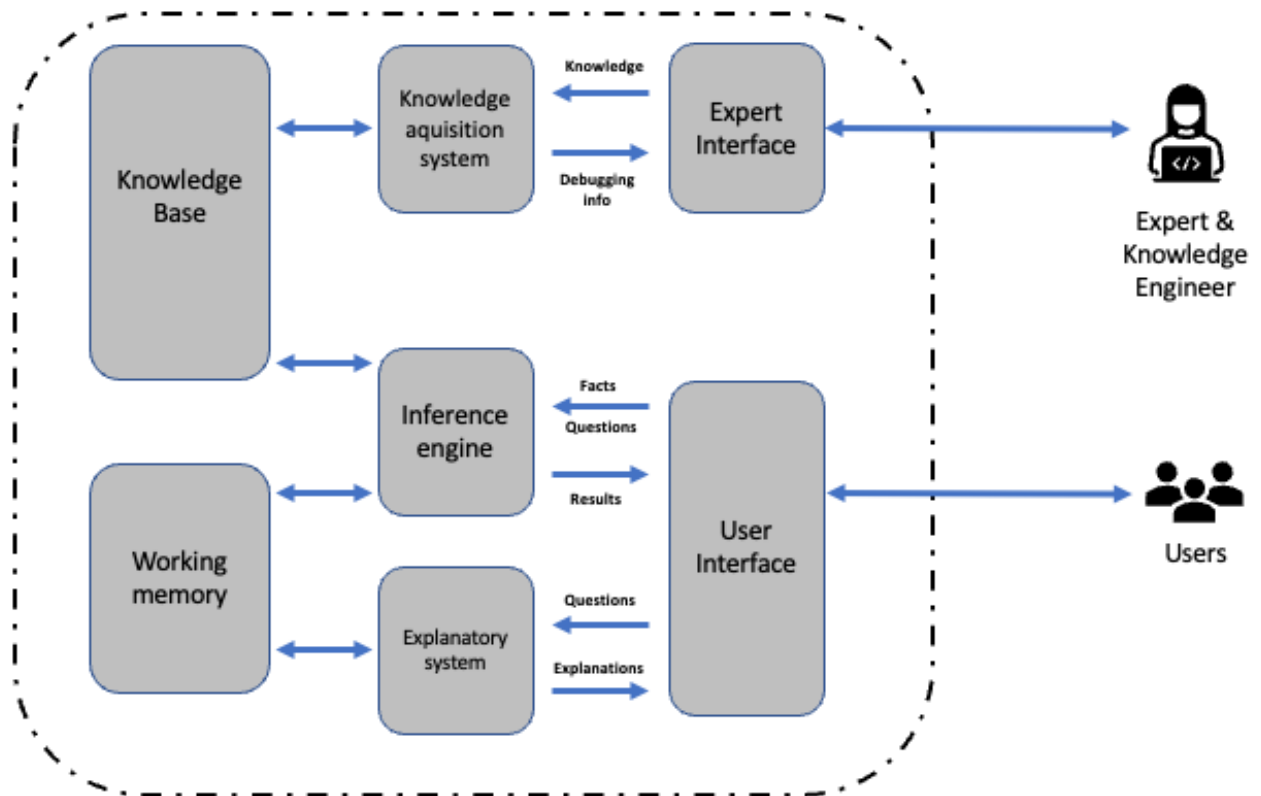 Knowledge
Base
Knowledge
aquisition
system
Knowledge
Debugging
info
Expert
Interface
</>
Expert &
Knowledge
Engineer
Inference
engine
Facts
Questions
Results
Working
memory
Explanatory
system
Questions
Explanations
User
Interface
Users